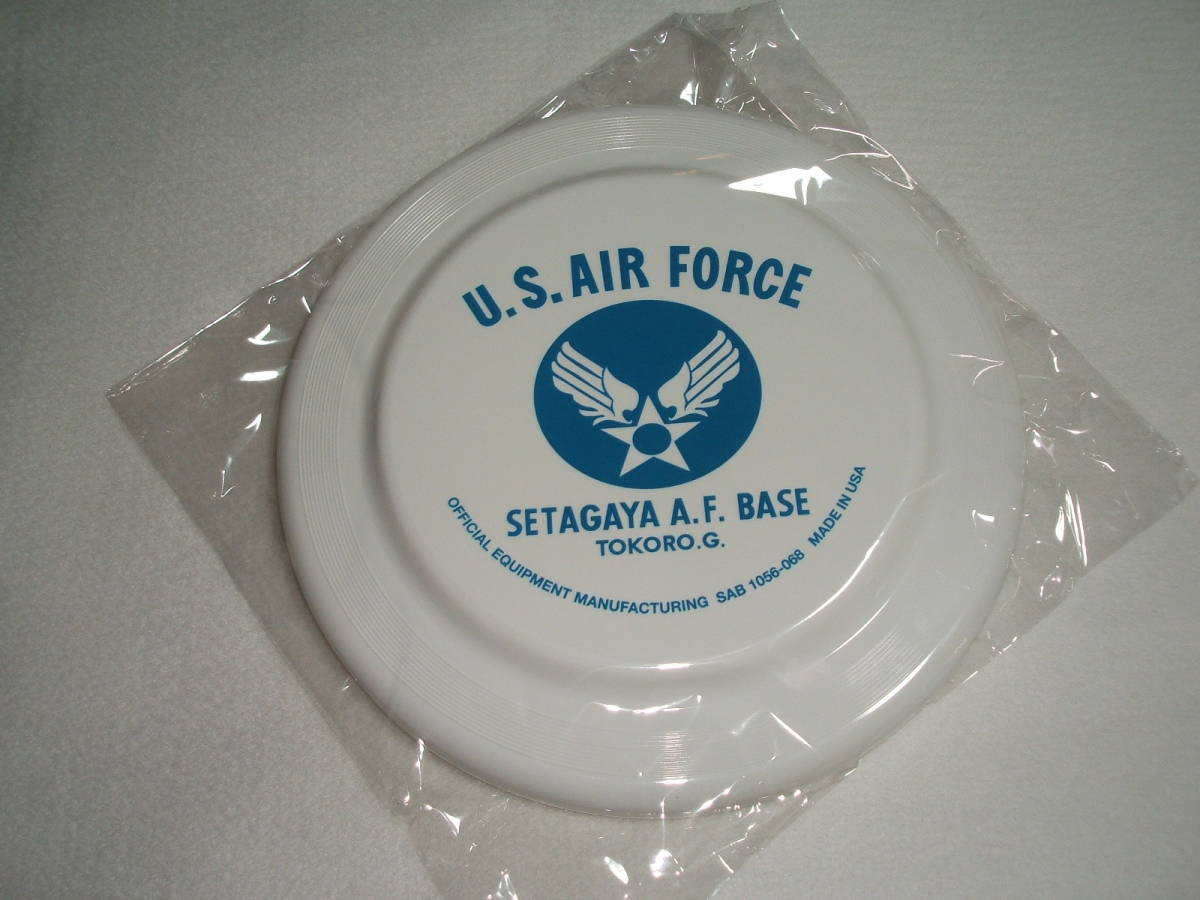 U.S. AIR FORCE
SETAGAYA A.F. BASE
TOKORO.G.
OFFICIAL EQUIPMENT MANUFACTURING SAB 1056-068 MADE IN USA